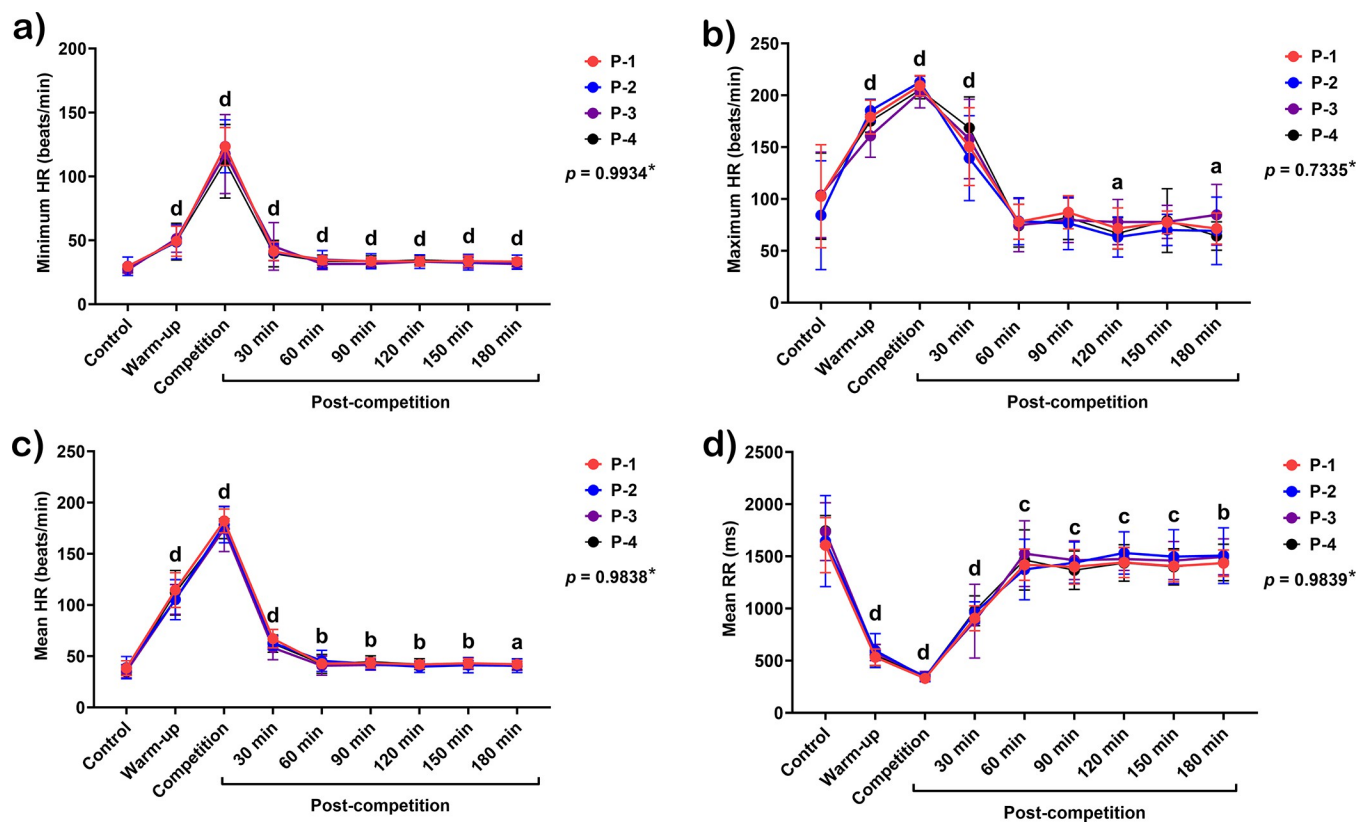 a)
Minimum HR (beats/min)
200
150
100
50
0
d
d
d
d
d
d
d
d
Control
Warm-up
Competition
30 min
60 min
90 min
120 min
150 min
180 min
Post-competition
P-1
P-2
P-3
P-4
p = 0.9934*
b)
Maximum HR (beats/min)
250
200
150
100
50
0
d
d
d
a
a
Control
Warm-up
Competition
30 min
60 min
90 min
120 min
150 min
180 min
Post-competition
P-1
P-2
P-3
P-4
p = 0.7335*
c)
Mean HR (beats/min)
250
200
150
100
50
0
d
d
d
b
b
b
b
a
Control
Warm-up
Competition
30 min
60 min
90 min
120 min
150 min
180 min
Post-competition
P-1
P-2
P-3
P-4
p = 0.9838*
d)
Mean RR (ms)
2500
2000
1500
1000
500
0
d
d
d
c
c
c
c
b
Control
Warm-up
Competition
30 min
60 min
90 min
120 min
150 min
180 min
Post-competition
P-1
P-2
P-3
P-4
p = 0.9839*